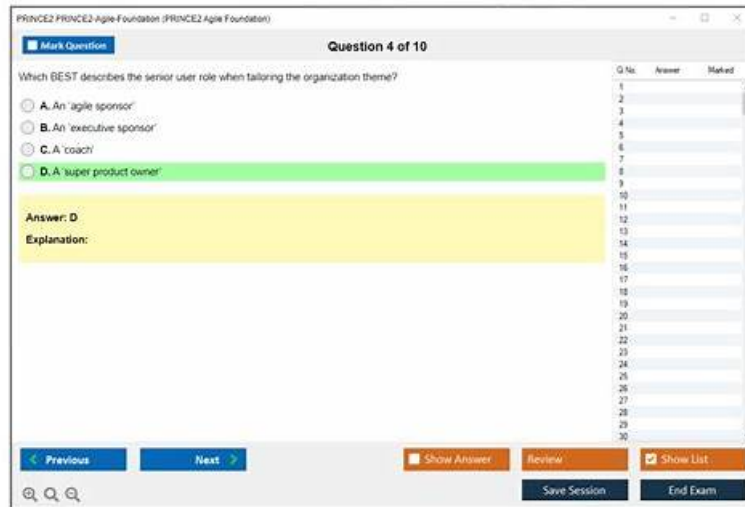 PRINCE2 PRINCE2-Agile-Foundation (PRINCE2 Agile Foundation)
Mark Question
Question 4 of 10
Which BEST describes the senior user role when tailoring the organization theme?
A. An 'agile sponsor'
B. An 'executive sponsor'
C. A 'coach'
D. A 'super product owner'
Answer: D
Explanation:
Q.No. Answer Marked
1
2
3
4
5
6
7
8
9
10
11
12
13
14
15
16
17
18
19
20
21
22
23
24
25
26
27
28
29
30
Previous
Next
Show Answer
Review
Show List
Save Session
End Exam